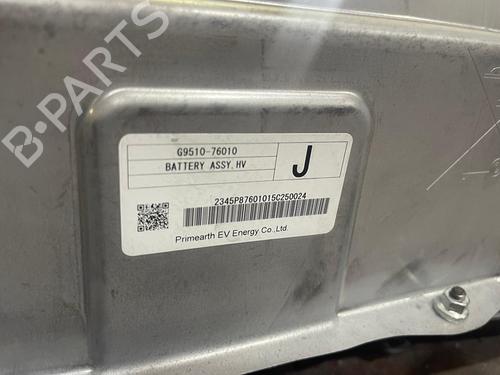 B-PARTS
G9510-76010
BATTERY ASSY,HV
J
2345P87601015C250024
Primearth EV Energy Co.,Ltd.